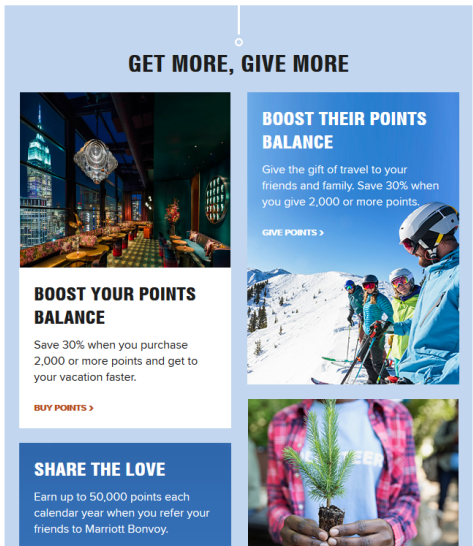 GET MORE, GIVE MORE
BOOST YOUR POINTS
BALANCE
Save 30% when you purchase
2,000 or more points and get to
your vacation faster.
BUY POINTS >
SHARE THE LOVE
Earn up to 50,000 points each
calendar year when you refer your
friends to Marriott Bonvoy.
BOOST THEIR POINTS
BALANCE
Give the gift of travel to your
friends and family. Save 30% when
you give 2,000 or more points.
GIVE POINTS >